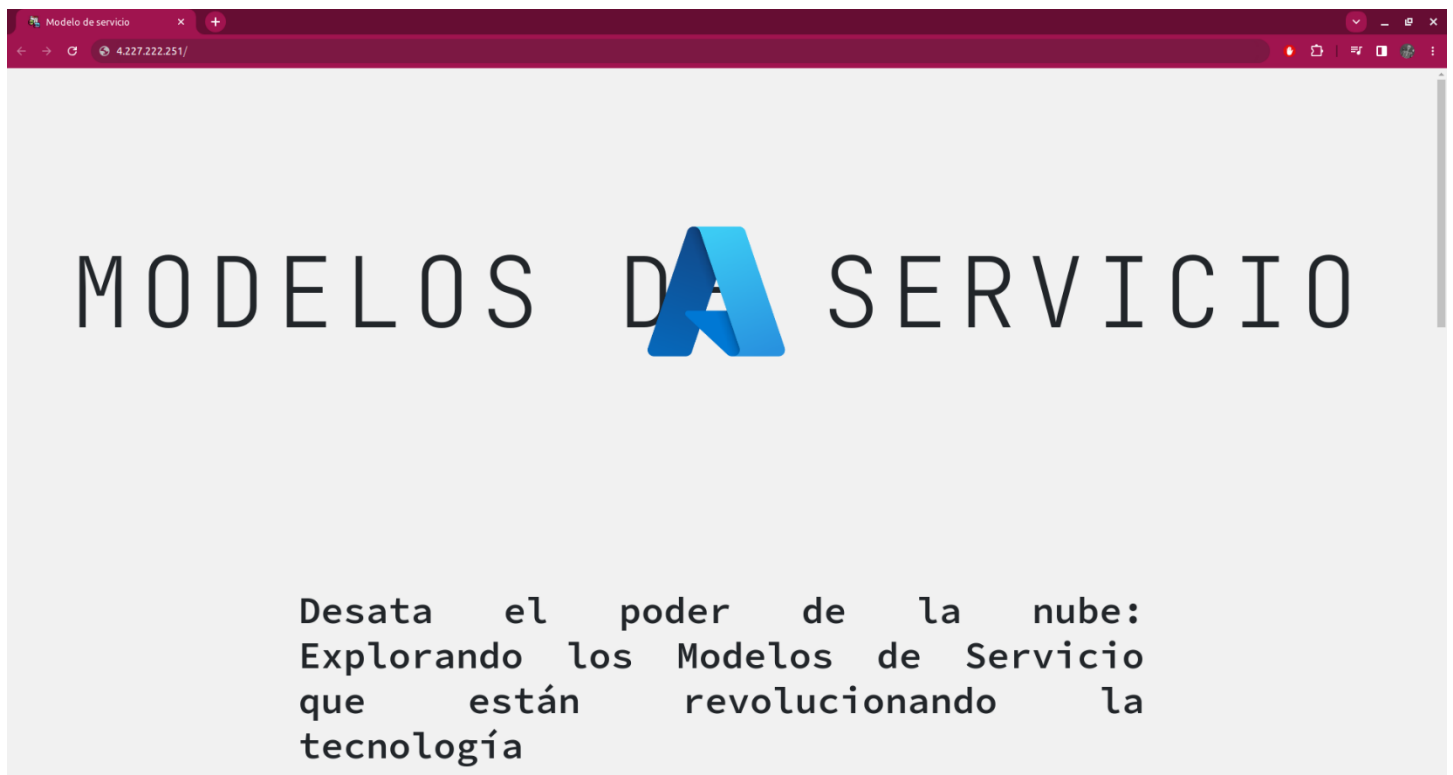 Modelo de servicio
4.227.222.251/
MODELOS DE SERVICIO
Desata el poder de la nube:
Explorando los Modelos de Servicio
que están revolucionando la
tecnología